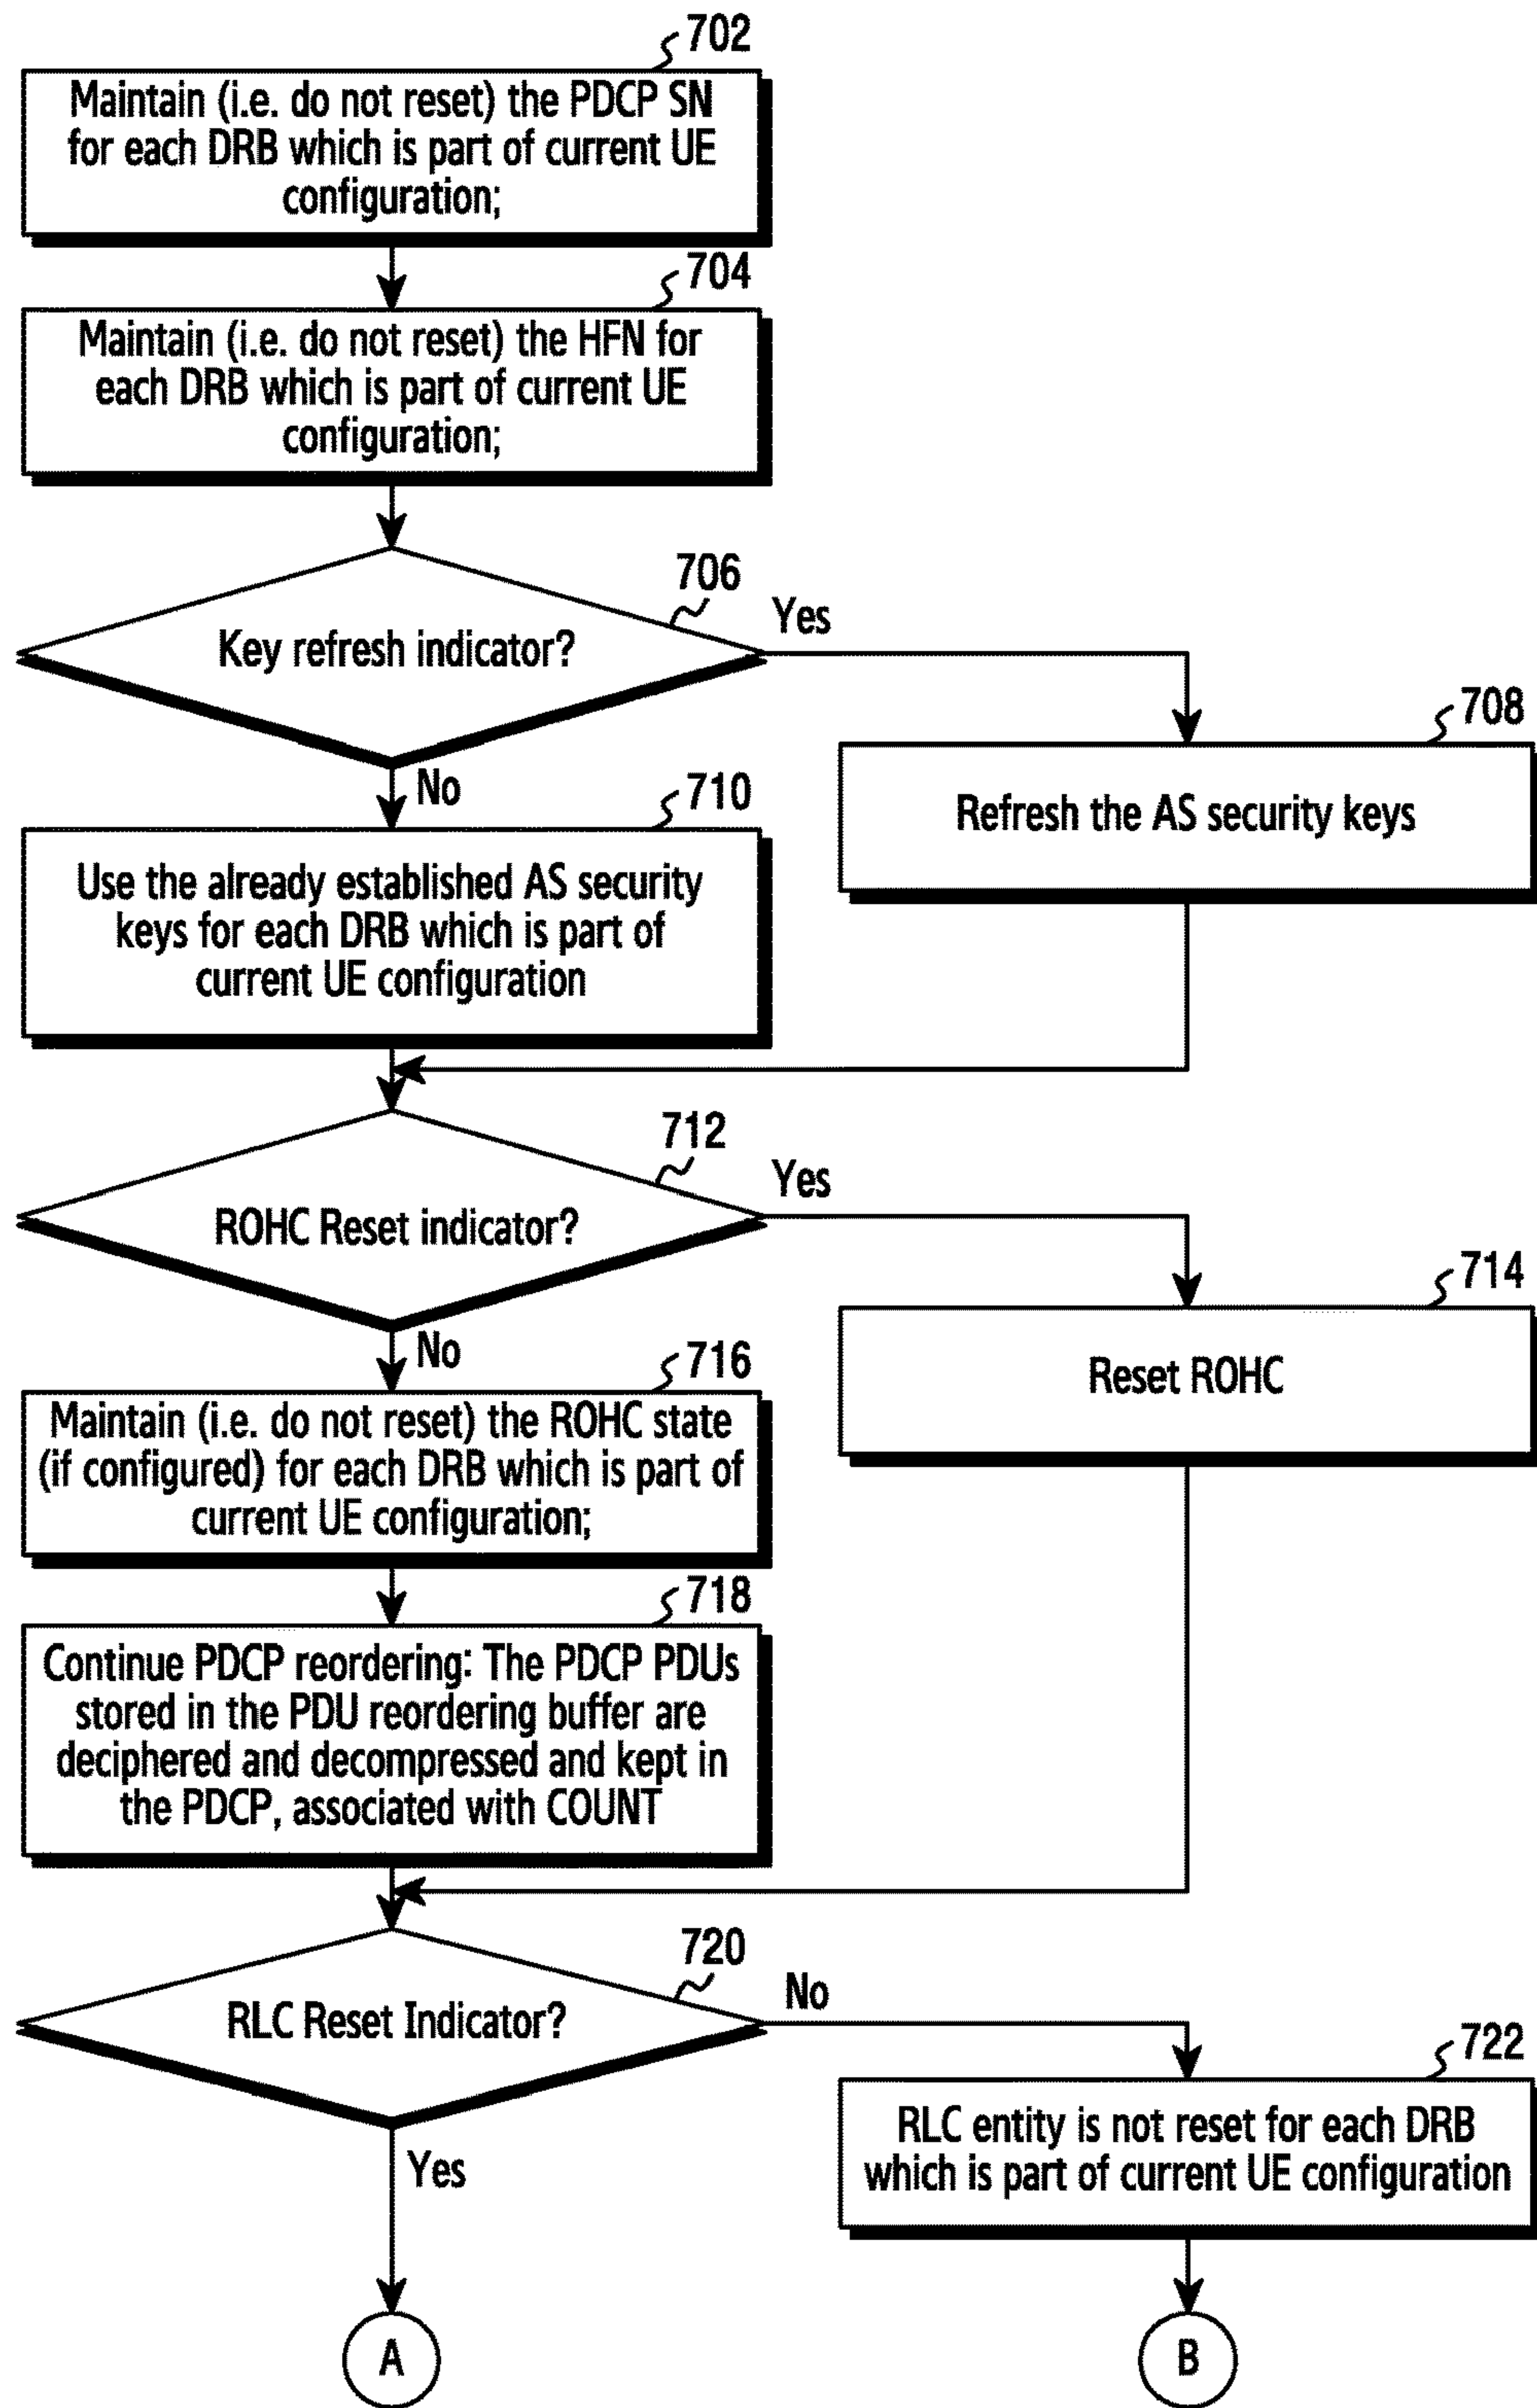 702
Maintain (i.e. do not reset) the PDCP SN
for each DRB which is part of current UE
configuration;
704
Maintain (i.e. do not reset) the HFN for
each DRB which is part of current UE
configuration;
706
Key refresh indicator?
Yes
No
708
Refresh the AS security keys
710
Use the already established AS security
keys for each DRB which is part of
current UE configuration
712
ROHC Reset indicator?
Yes
No
714
Reset ROHC
716
Maintain (i.e. do not reset) the ROHC state
(if configured) for each DRB which is part of
current UE configuration;
718
Continue PDCP reordering: The PDCP PDUs
stored in the PDU reordering buffer are
deciphered and decompressed and kept in
the PDCP, associated with COUNT
720
RLC Reset Indicator?
No
Yes
722
RLC entity is not reset for each DRB
which is part of current UE configuration
A
B